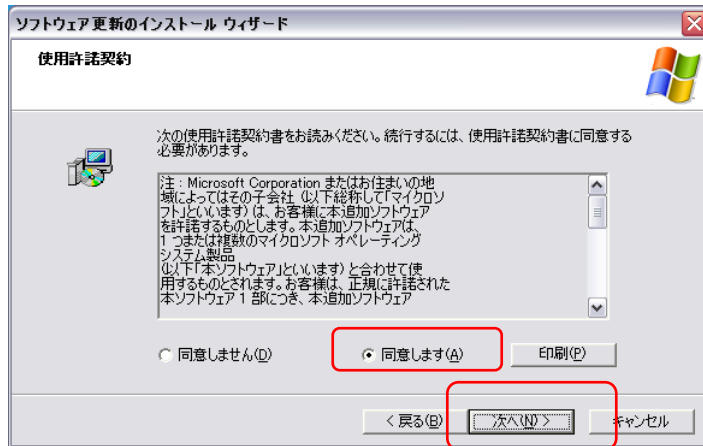 ソフトウェア更新のインストール ウィザード
使用許諾契約
次の使用許諾契約書をお読みください。続行するには、使用許諾契約書に同意する
必要があります。
注 : Microsoft Corporation またはお住まいの地
域によってはその子会社 (以下総称して「マイクロソ
フト」といいます) は、お客様に本追加ソフトウェア
を許諾するものとします。本追加ソフトウェアは、
1 つまたは複数のマイクロソフト オペレーティング
システム製品
(以下「本ソフトウェア」といいます) と合わせて使
用するものとされます。お客様は、正規に許諾された
本ソフトウェア 1 部につき、本追加ソフトウェア
同意しません(D) 同意します(A) 印刷(P)
< 戻る(B) 次へ(N) > キャンセル